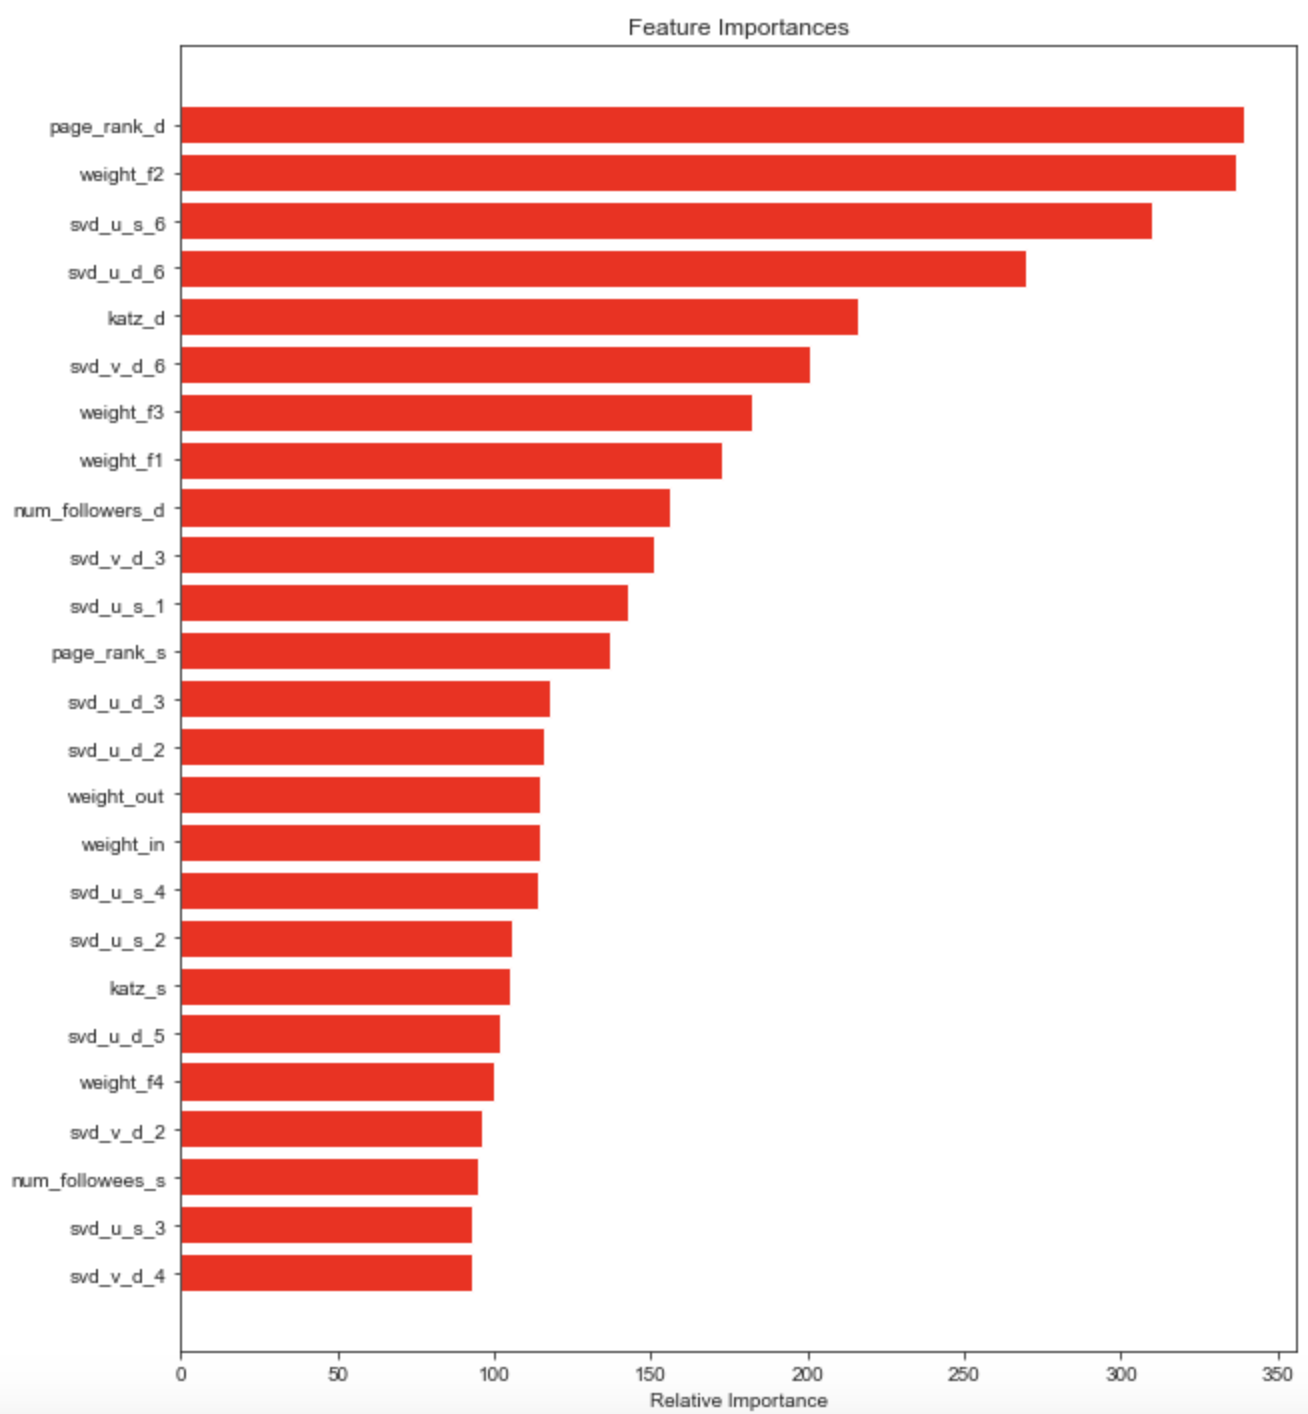 Feature Importances
page_rank_d
weight_f2
svd_u_s_6
svd_u_d_6
katz_d
svd_v_d_6
weight_f3
weight_f1
num_followers_d
svd_v_d_3
svd_u_s_1
page_rank_s
svd_u_d_3
svd_u_d_2
weight_out
weight_in
svd_u_s_4
svd_u_s_2
katz_s
svd_u_d_5
weight_f4
svd_v_d_2
num_followees_s
svd_u_s_3
svd_v_d_4
0 50 100 150 200 250 300 350
Relative Importance